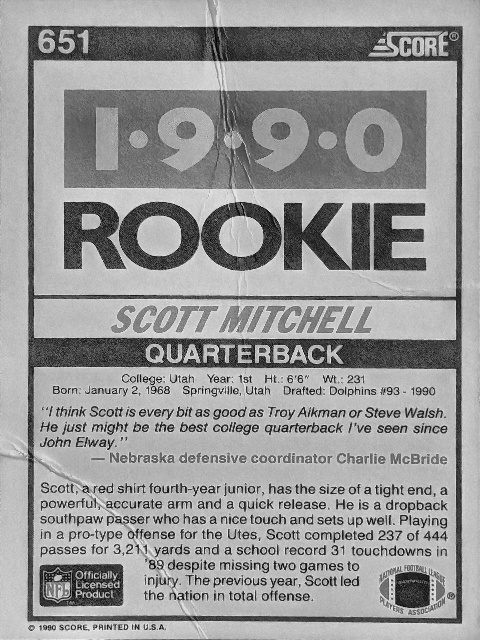 651
SCORE®
1·9·9·0
ROOKIE
SCOTT MITCHELL
QUARTERBACK
College: Utah Year: 1st Ht.: 6'6" Wt.: 231
Born: January 2, 1968 Springville, Utah Drafted: Dolphins #93 - 1990
"I think Scott is every bit as good as Troy Aikman or Steve Walsh.
He just might be the best college quarterback I've seen since
John Elway."
— Nebraska defensive coordinator Charlie McBride
Scott, a red shirt fourth-year junior, has the size of a tight end, a
powerful, accurate arm and a quick release. He is a dropback
southpaw passer who has a nice touch and sets up well. Playing
in a pro-type offense for the Utes, Scott completed 237 of 444
passes for 3,211 yards and a school record 31 touchdowns in
'89 despite missing two games to
injury. The previous year, Scott led
the nation in total offense.
NFL
Officially
Licensed
Product
NATIONAL FOOTBALL LEAGUE
PLAYERS ASSOCIATION
®
© 1990 SCORE, PRINTED IN U.S.A.